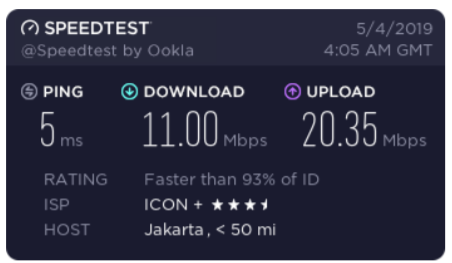 SPEEDTEST 5/4/2019
@Speedtest by Ookla 4:05 AM GMT
PING DOWNLOAD UPLOAD
5 ms 11.00 Mbps 20.35 Mbps
RATING Faster than 93% of ID
ISP ICON + ★★★⯨
HOST Jakarta, < 50 mi